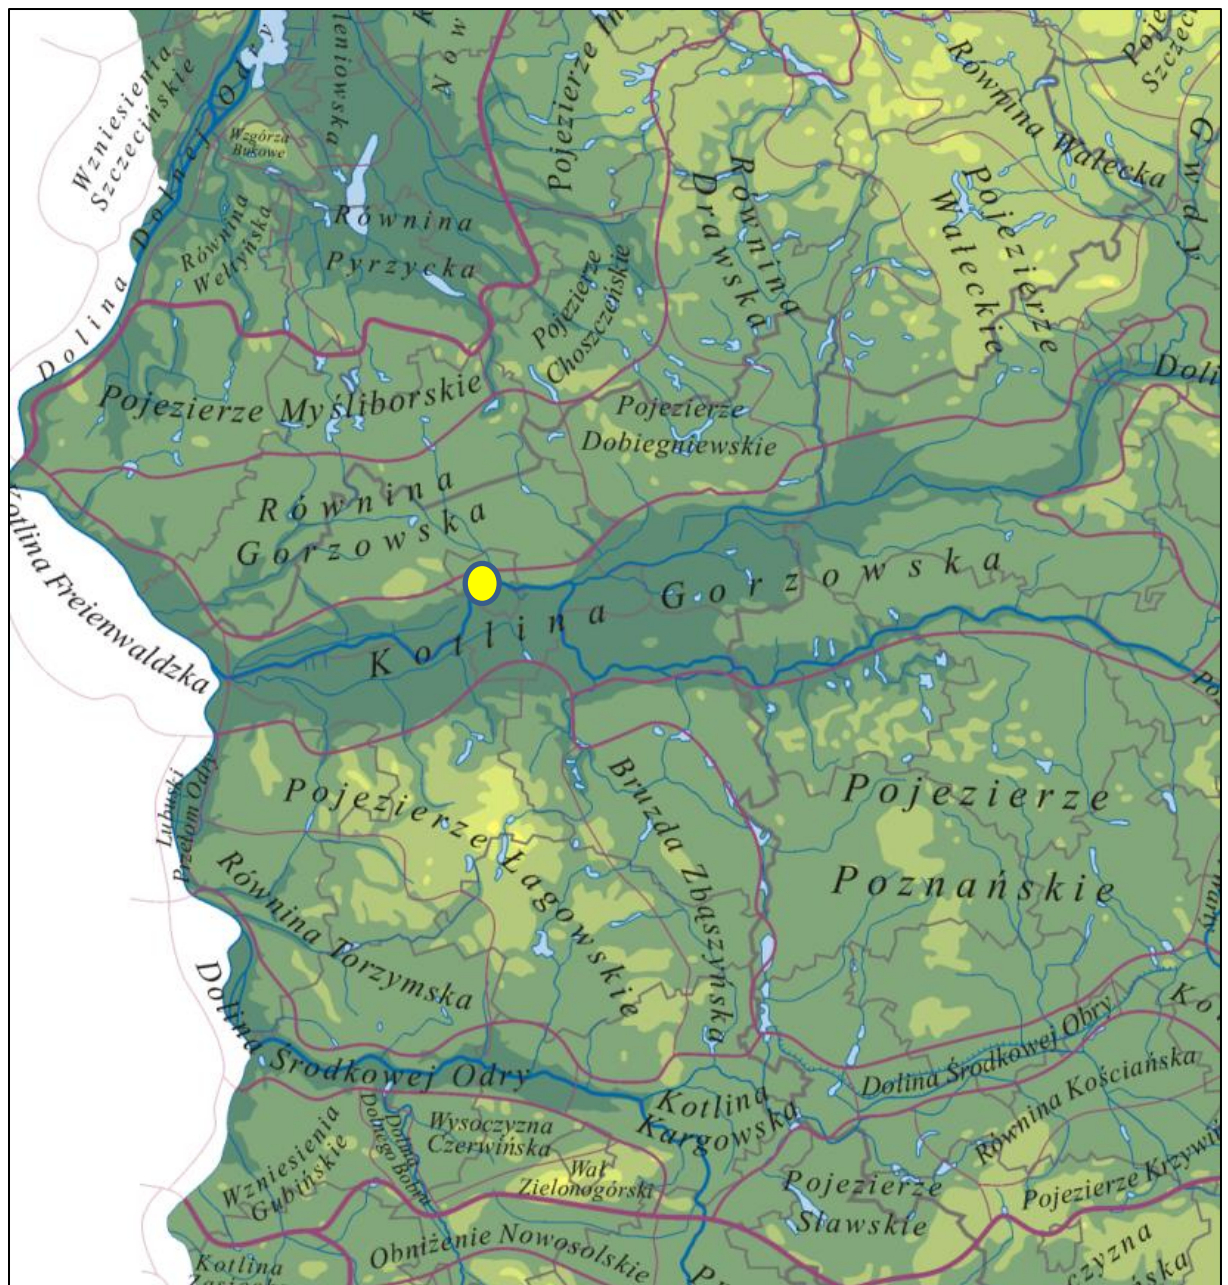 Wzniesienia
Szczecińskie
Dolina Dolnej Odry
Wzgórza
Bukowe
Równina
Wełtyńska
Równina
Pyrzycka
Pojezierze
Pojezierze
Choszczeńskie
Równina
Drawska
Równina Wałecka
Pojezierze
Wałeckie
Gwdy
Pojezierze Myśliborskie
Pojezierze
Dobiegniewskie
Równina
Gorzowska
Kotlina Gorzowska
Freienwaldzka
Lubuski
Przełom Odry
Pojezierze Łagowskie
Bruzda Zbąszyńska
Pojezierze
Poznańskie
Równina Torzymska
Dolina Środkowej Odry
Dolina Środkowej Obry
Kotlina
Kargowska
Równina Kościańska
Wzniesienia
Gubińskie
Dolina
Dolnego Bobru
Wysoczyzna
Czerwińska
Wał
Zielonogórski
Pojezierze
Sławskie
Pojezierze
Obniżenie Nowosolskie
Kotlina